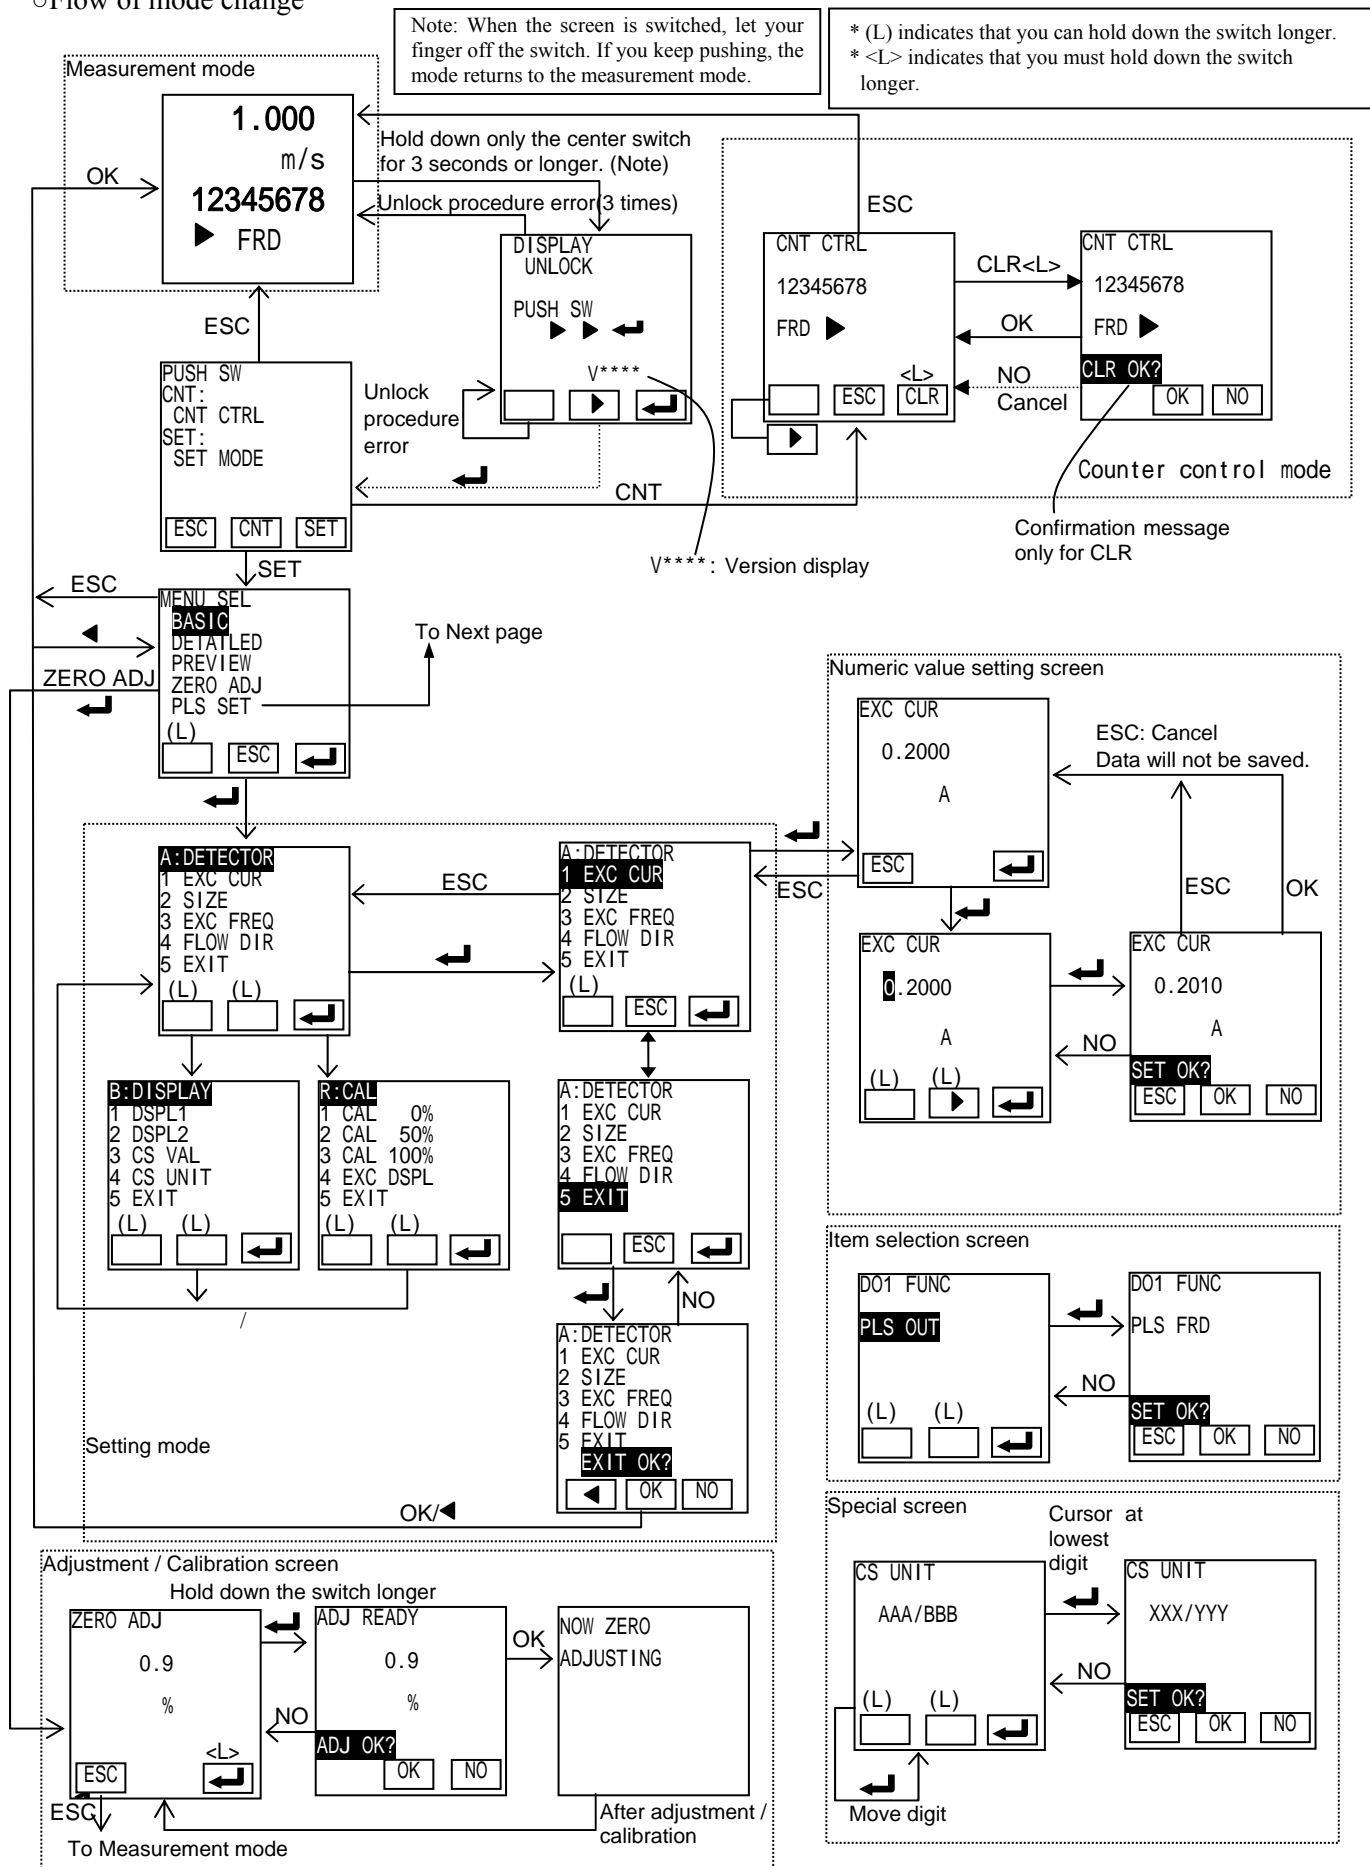 ○Flow of mode change
Note: When the screen is switched, let your
finger off the switch. If you keep pushing, the
mode returns to the measurement mode.
* (L) indicates that you can hold down the switch longer.
* <L> indicates that you must hold down the switch
longer.
Measurement mode
1.000
m/s
12345678
▶ FRD
OK
Hold down only the center switch
for 3 seconds or longer. (Note)
Unlock procedure error(3 times)
ESC
DISPLAY
UNLOCK
PUSH SW
▶ ▶ ↵
V****
▶ ↵
Unlock
procedure
error
↵
V****: Version display
ESC
CNT CTRL
12345678
FRD ▶
<L>
ESC CLR
▶
CLR<L>
OK
NO
Cancel
CNT CTRL
12345678
FRD ▶
CLR OK?
OK NO
Counter control mode
Confirmation message
only for CLR
PUSH SW
CNT:
CNT CTRL
SET:
SET MODE
ESC CNT SET
CNT
SET
ESC
◀
ZERO ADJ
↵
MENU SEL
BASIC
DETAILED
PREVIEW
ZERO ADJ
PLS SET
(L)
ESC ↵
To Next page
↵
A:DETECTOR
1 EXC CUR
2 SIZE
3 EXC FREQ
4 FLOW DIR
5 EXIT
(L) (L)
↵
ESC
↵
A:DETECTOR
1 EXC CUR
2 SIZE
3 EXC FREQ
4 FLOW DIR
5 EXIT
(L)
ESC ↵
↵
ESC
B:DISPLAY
1 DSPL1
2 DSPL2
3 CS VAL
4 CS UNIT
5 EXIT
(L) (L)
↵
R:CAL
1 CAL 0%
2 CAL 50%
3 CAL 100%
4 EXC DSPL
5 EXIT
(L) (L)
↵
/
A:DETECTOR
1 EXC CUR
2 SIZE
3 EXC FREQ
4 FLOW DIR
5 EXIT
ESC ↵
↵ NO
A:DETECTOR
1 EXC CUR
2 SIZE
3 EXC FREQ
4 FLOW DIR
5 EXIT
EXIT OK?
◀ OK NO
Setting mode
OK/◀
Numeric value setting screen
EXC CUR
0.2000
A
ESC ↵
ESC: Cancel
Data will not be saved.
↵
ESC OK
EXC CUR
0.2000
A
(L) (L)
▶ ↵
↵
NO
EXC CUR
0.2010
A
SET OK?
ESC OK NO
Item selection screen
DO1 FUNC
PLS OUT
(L) (L)
↵
↵
NO
DO1 FUNC
PLS FRD
SET OK?
ESC OK NO
Special screen
Cursor at
lowest
digit
CS UNIT
AAA/BBB
(L) (L)
↵
↵
NO
CS UNIT
XXX/YYY
SET OK?
ESC OK NO
↵
Move digit
Adjustment / Calibration screen
Hold down the switch longer
ZERO ADJ
0.9
%
<L>
ESC ↵
↵
NO
ADJ READY
0.9
%
ADJ OK?
OK NO
OK
NOW ZERO
ADJUSTING
ESC
To Measurement mode
After adjustment /
calibration